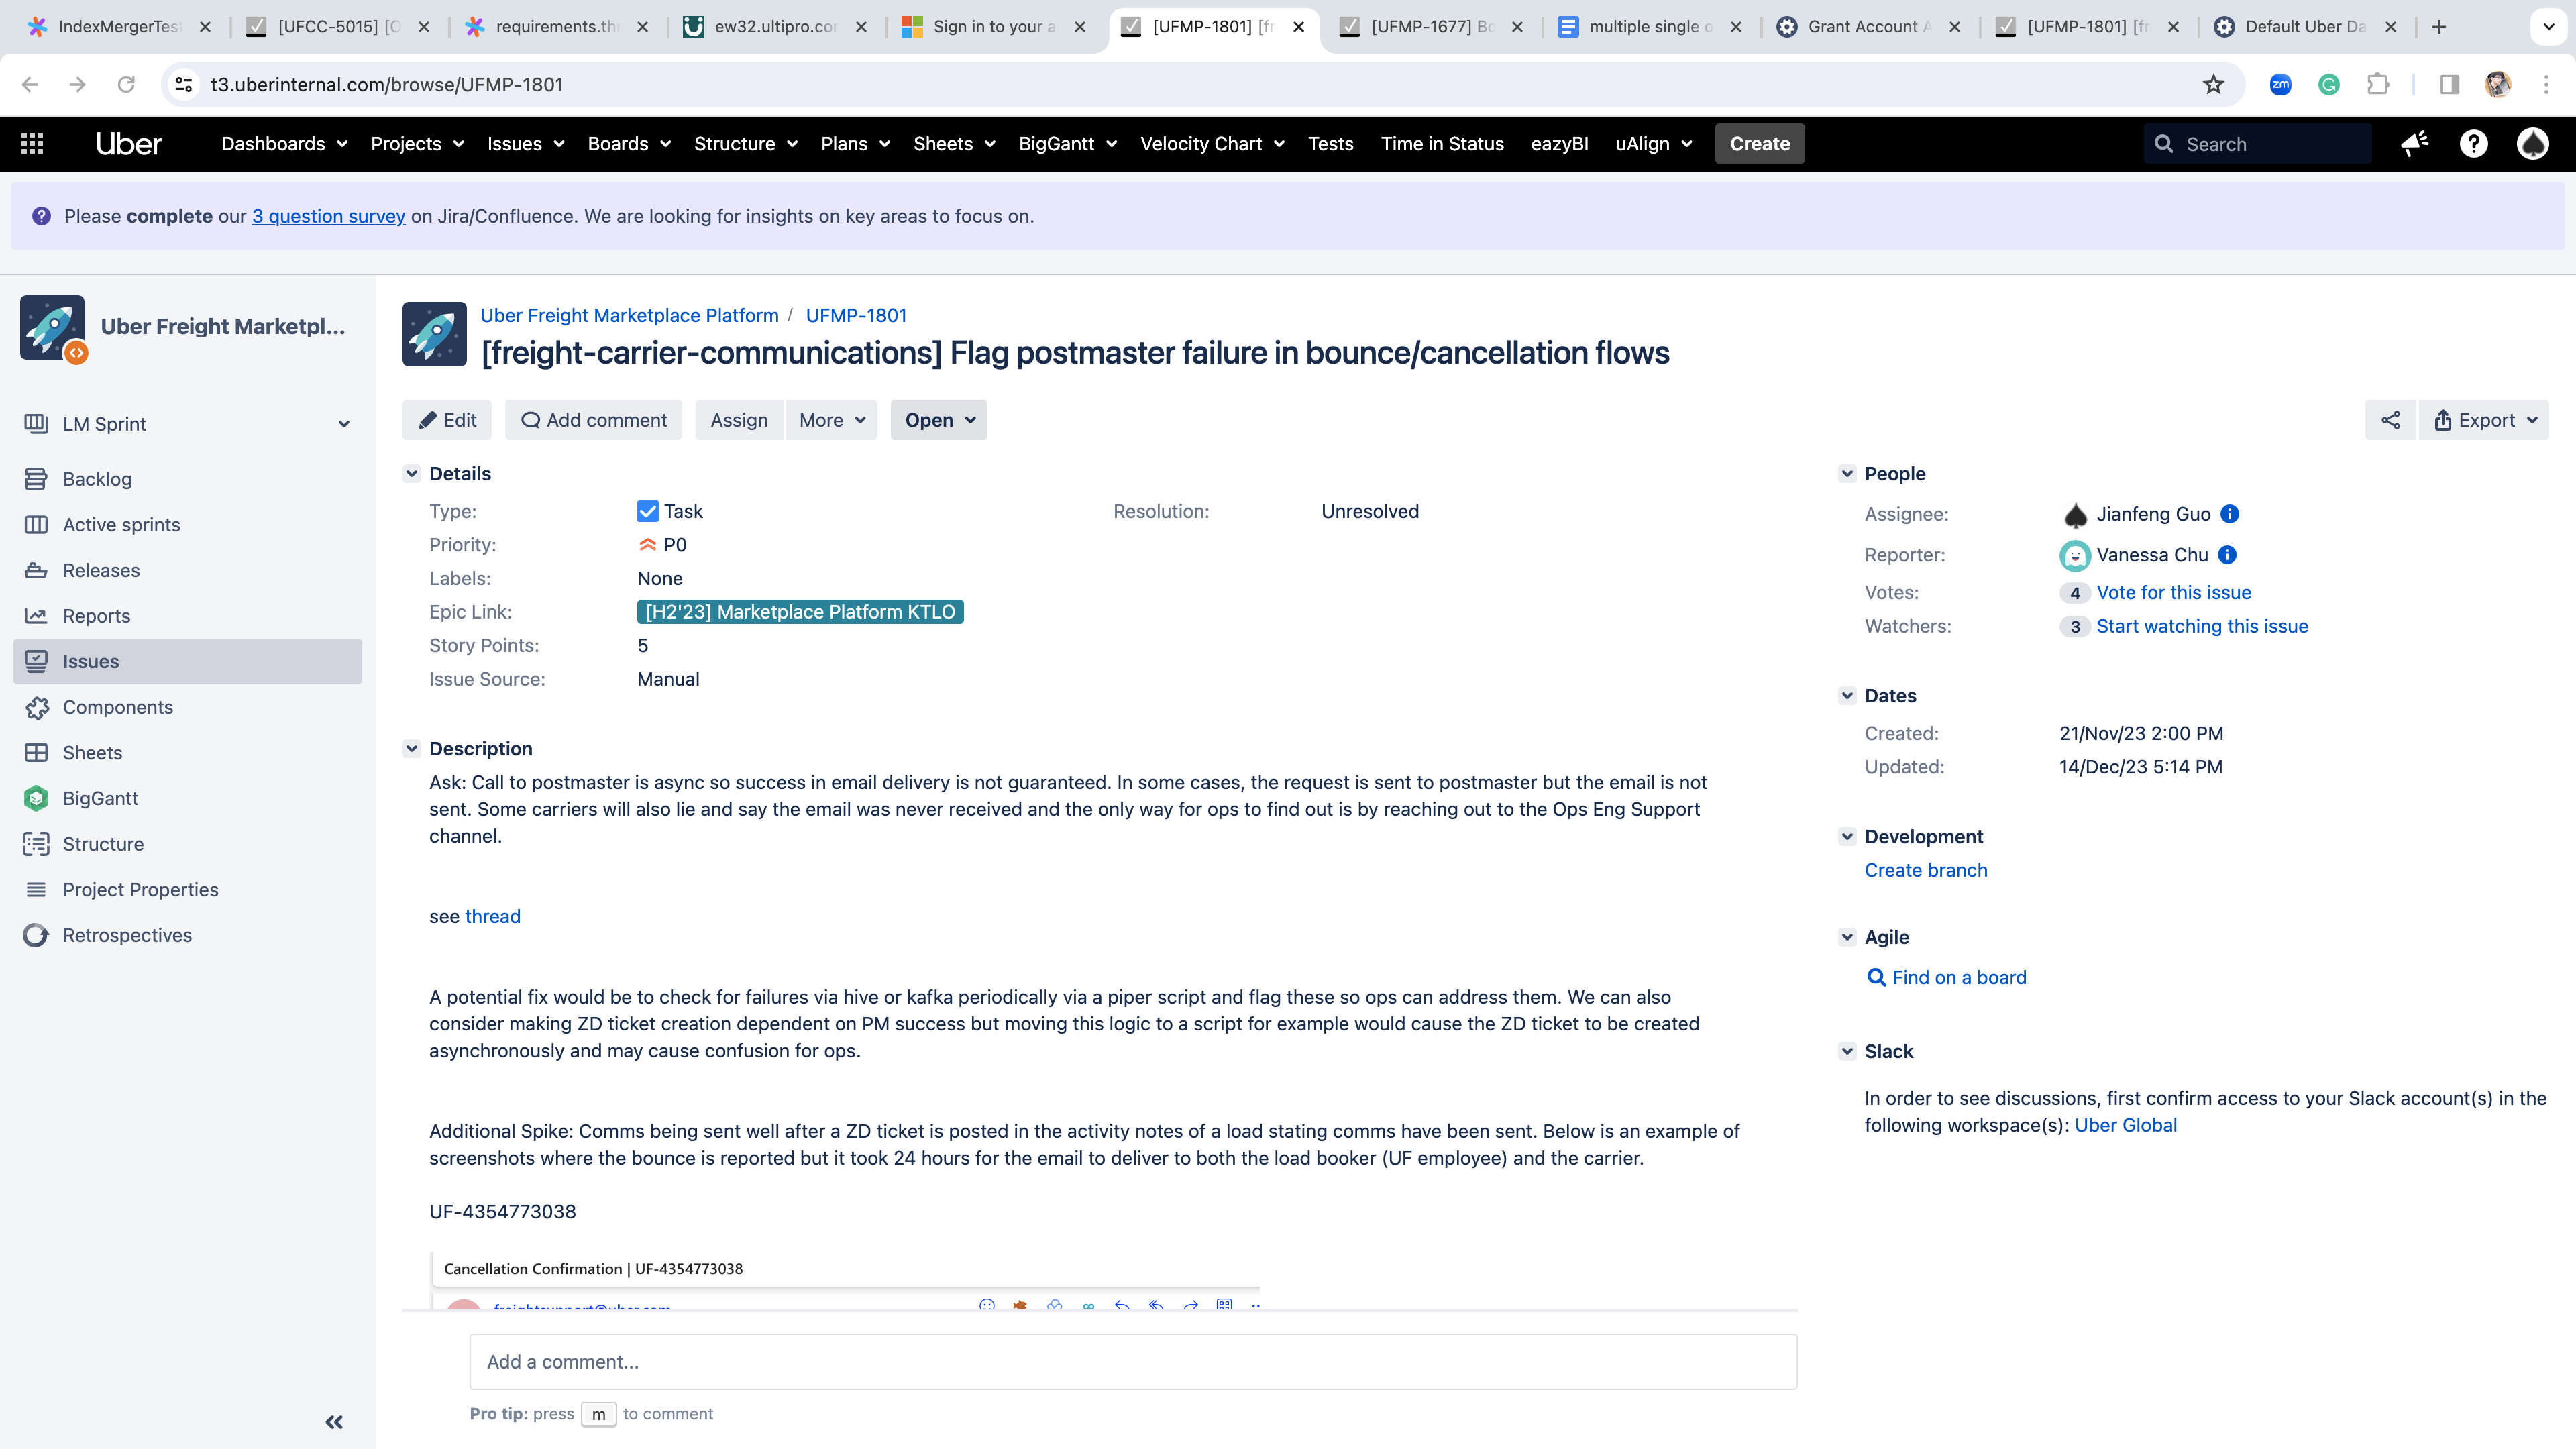 IndexMergerTest
[UFCC-5015] [O
requirements.thr
ew32.ultipro.com
Sign in to your a
[UFMP-1801] [fr
[UFMP-1677] Bo
multiple single o
Grant Account A
[UFMP-1801] [fr
Default Uber Da
t3.uberinternal.com/browse/UFMP-1801
zm
Uber
Dashboards Projects Issues Boards Structure Plans Sheets BigGantt Velocity Chart Tests Time in Status eazyBI uAlign Create
Search
Please complete our 3 question survey on Jira/Confluence. We are looking for insights on key areas to focus on.
Uber Freight Marketpl...
LM Sprint
Backlog
Active sprints
Releases
Reports
Issues
Components
Sheets
BigGantt
Structure
Project Properties
Retrospectives
Uber Freight Marketplace Platform / UFMP-1801
[freight-carrier-communications] Flag postmaster failure in bounce/cancellation flows
Edit Add comment Assign More Open
Export
Details
Type: Task
Resolution: Unresolved
Priority: P0
Labels: None
Epic Link: [H2'23] Marketplace Platform KTLO
Story Points: 5
Issue Source: Manual
Description
Ask: Call to postmaster is async so success in email delivery is not guaranteed. In some cases, the request is sent to postmaster but the email is not
sent. Some carriers will also lie and say the email was never received and the only way for ops to find out is by reaching out to the Ops Eng Support
channel.
see thread
A potential fix would be to check for failures via hive or kafka periodically via a piper script and flag these so ops can address them. We can also
consider making ZD ticket creation dependent on PM success but moving this logic to a script for example would cause the ZD ticket to be created
asynchronously and may cause confusion for ops.
Additional Spike: Comms being sent well after a ZD ticket is posted in the activity notes of a load stating comms have been sent. Below is an example of
screenshots where the bounce is reported but it took 24 hours for the email to deliver to both the load booker (UF employee) and the carrier.
UF-4354773038
Cancellation Confirmation | UF-4354773038
freightsupport@uber.com
Add a comment...
Pro tip: press m to comment
People
Assignee: Jianfeng Guo
Reporter: Vanessa Chu
Votes: 4 Vote for this issue
Watchers: 3 Start watching this issue
Dates
Created: 21/Nov/23 2:00 PM
Updated: 14/Dec/23 5:14 PM
Development
Create branch
Agile
Find on a board
Slack
In order to see discussions, first confirm access to your Slack account(s) in the
following workspace(s): Uber Global